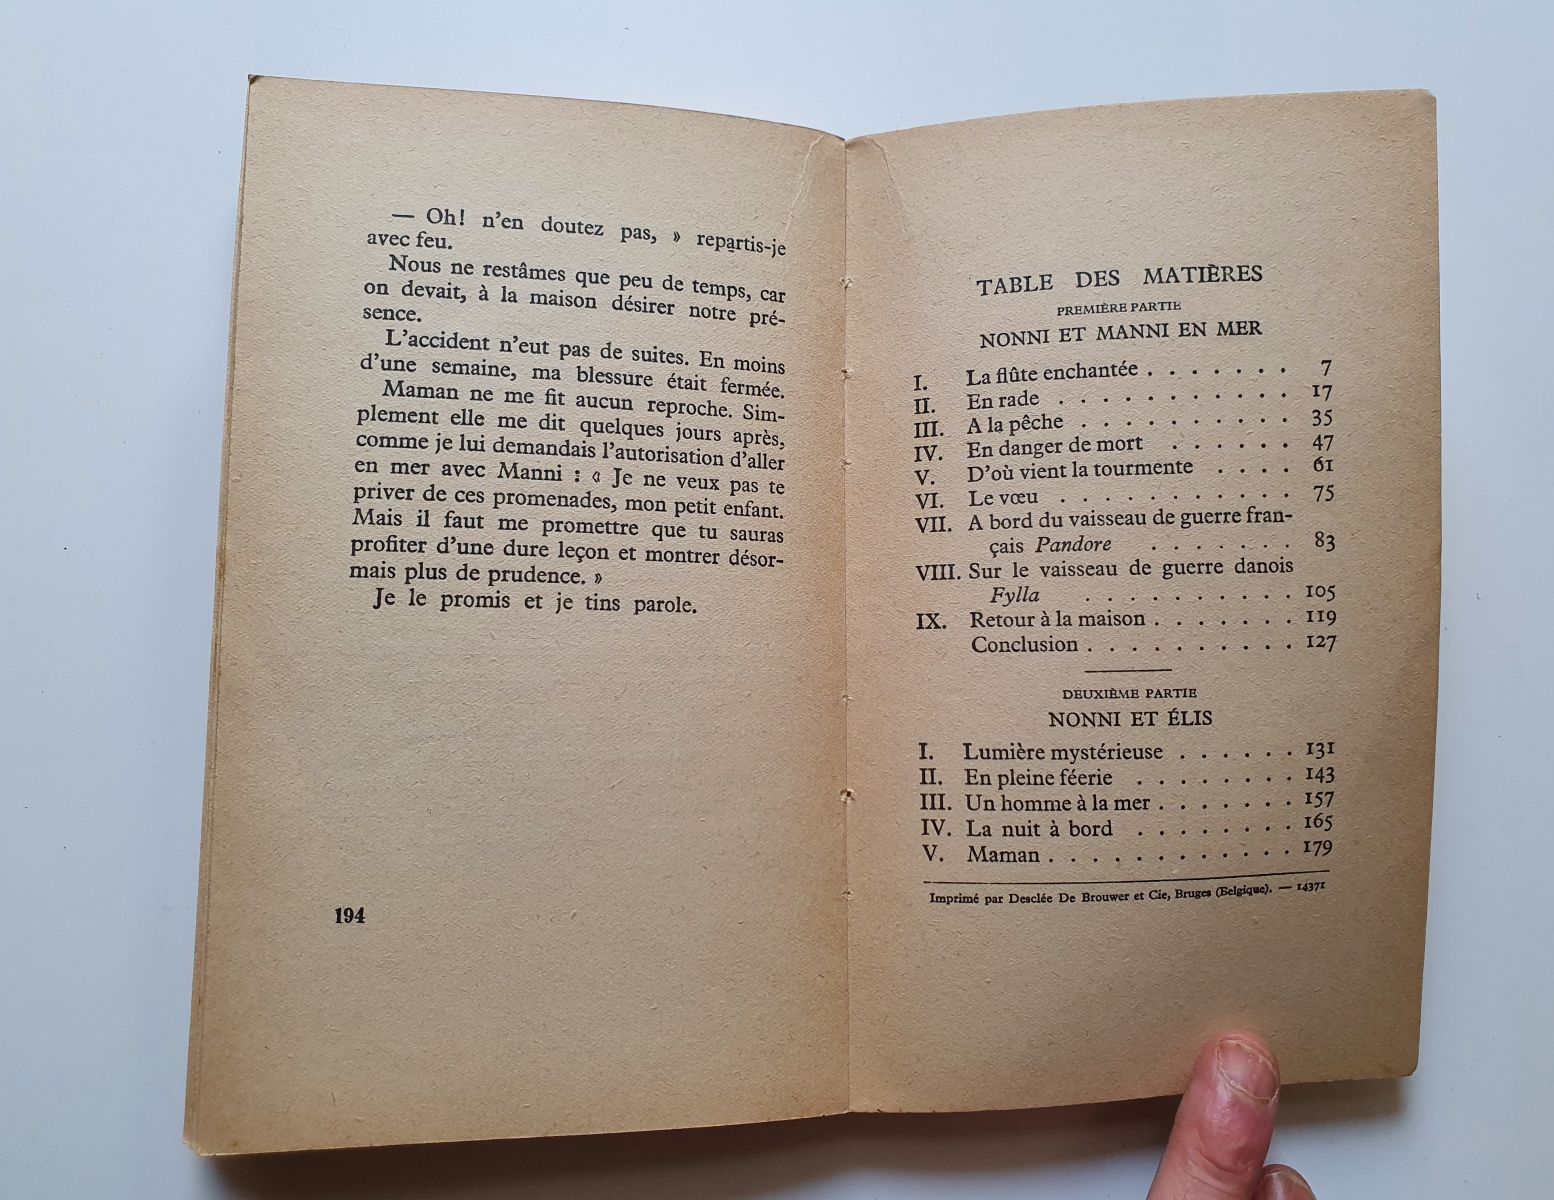 — Oh! n'en doutez pas, » repartis-je
avec feu.
Nous ne restâmes que peu de temps, car
on devait, à la maison désirer notre pré-
sence.
L'accident n'eut pas de suites. En moins
d'une semaine, ma blessure était fermée.
Maman ne me fit aucun reproche. Sim-
plement elle me dit quelques jours après,
comme je lui demandais l'autorisation d'aller
en mer avec Manni : « Je ne veux pas te
priver de ces promenades, mon petit enfant.
Mais il faut me promettre que tu sauras
profiter d'une dure leçon et montrer désor-
mais plus de prudence. »
Je le promis et je tins parole.
194
TABLE DES MATIÈRES
PREMIÈRE PARTIE
NONNI ET MANNI EN MER
I. La flûte enchantée . . . . . . . 7
II. En rade . . . . . . . . . . . 17
III. A la pêche . . . . . . . . . . 35
IV. En danger de mort . . . . . . 47
V. D'où vient la tourmente . . . . 61
VI. Le vœu . . . . . . . . . . . 75
VII. A bord du vaisseau de guerre fran-
çais Pandore . . . . . . . 83
VIII. Sur le vaisseau de guerre danois
Fylla . . . . . . . . . . 105
IX. Retour à la maison . . . . . . . 119
Conclusion . . . . . . . . . . 127
DEUXIÈME PARTIE
NONNI ET ÉLIS
I. Lumière mystérieuse . . . . . . 131
II. En pleine féerie . . . . . . . . 143
III. Un homme à la mer . . . . . . . 157
IV. La nuit à bord . . . . . . . . 165
V. Maman . . . . . . . . . . . . 179
Imprimé par Desclée De Brouwer et Cie, Bruges (Belgique). — 14371